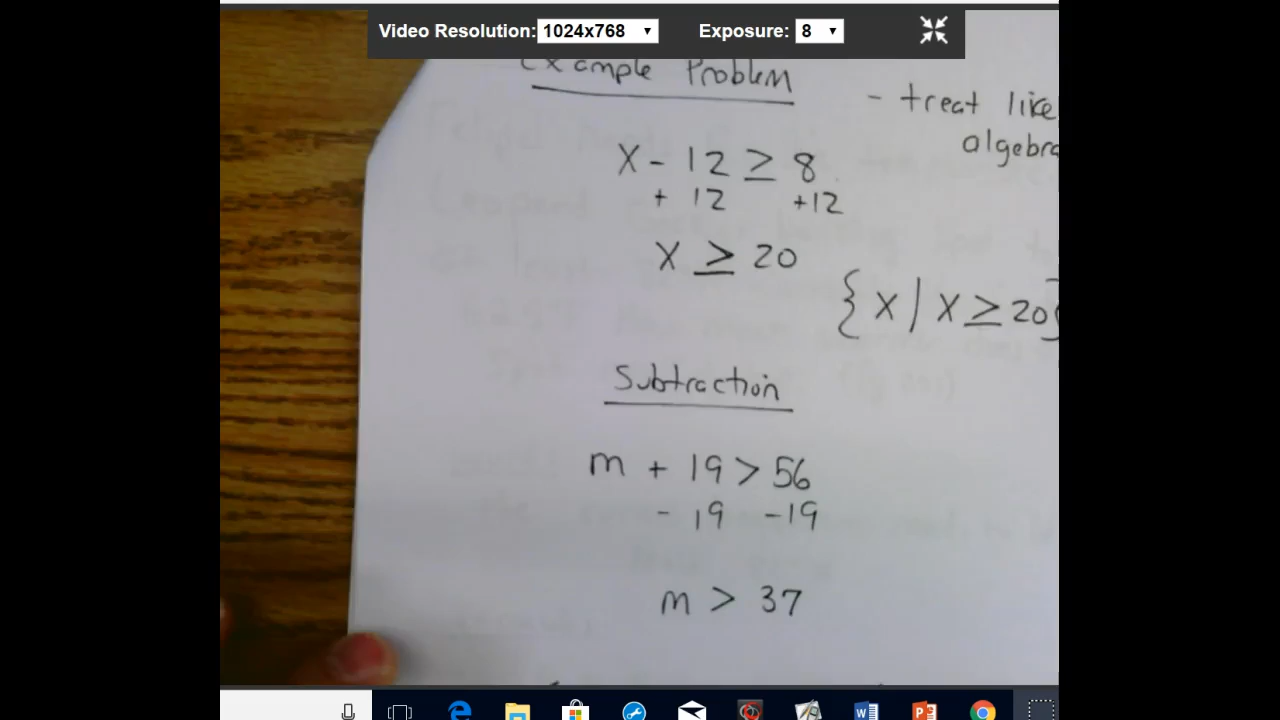 Video Resolution: 1024x768 Exposure: 8
Example Problem
- treat like
algebra
x - 12 ≥ 8
+ 12 +12
x ≥ 20
{x | x ≥ 20}
Subtraction
m + 19 > 56
- 19 -19
m > 37